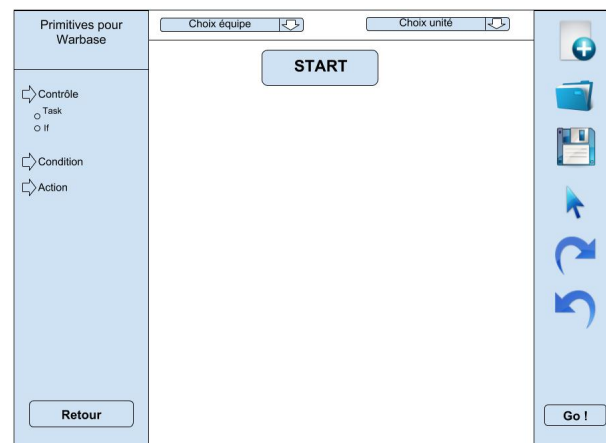 Primitives pour
Warbase
Choix équipe
Choix unité
START
Contrôle
Task
If
Condition
Action
Retour
Go !